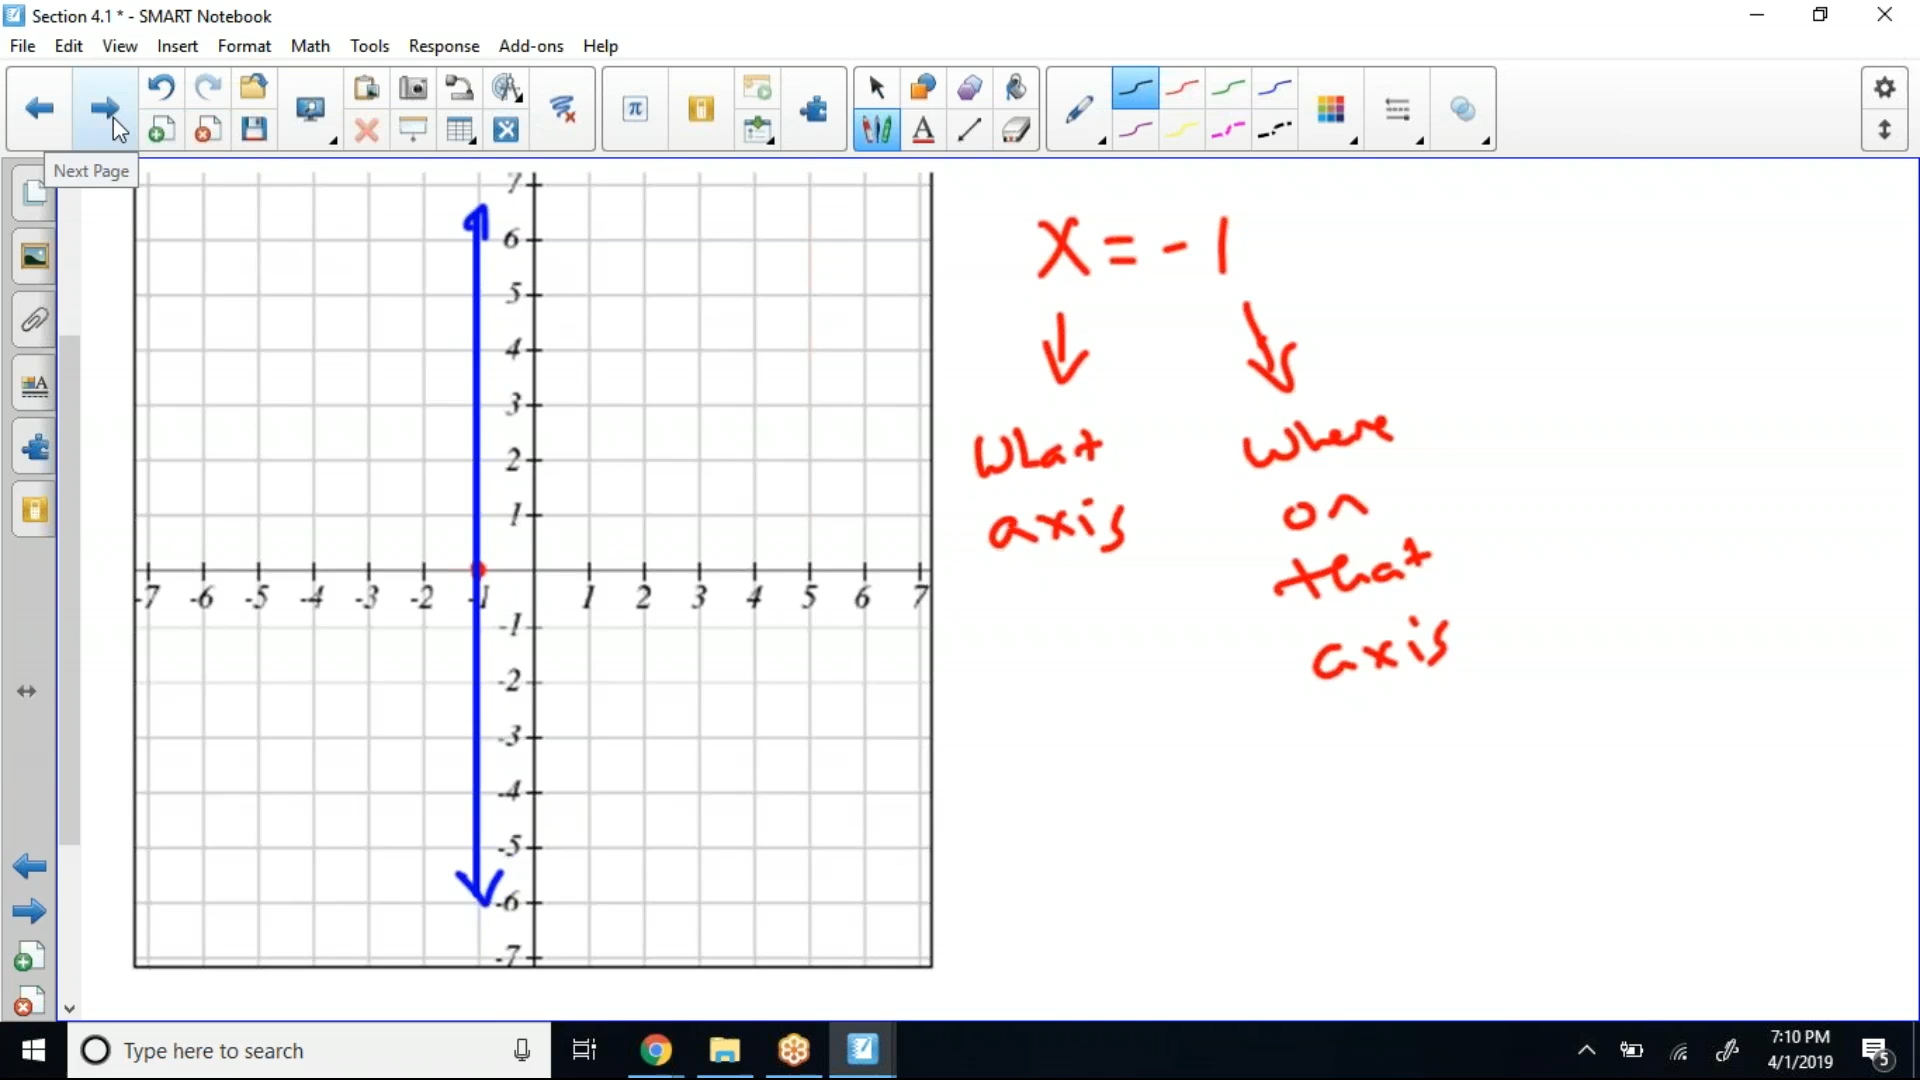 Section 4.1 * - SMART Notebook
File Edit View Insert Format Math Tools Response Add-ons Help
Next Page
7
6
5
4
3
2
1
-7 -6 -5 -4 -3 -2 -1 1 2 3 4 5 6 7
-1
-2
-3
-4
-5
-6
-7
X = - 1
What
axis
where
on
that
axis
Type here to search
7:10 PM
4/1/2019
5